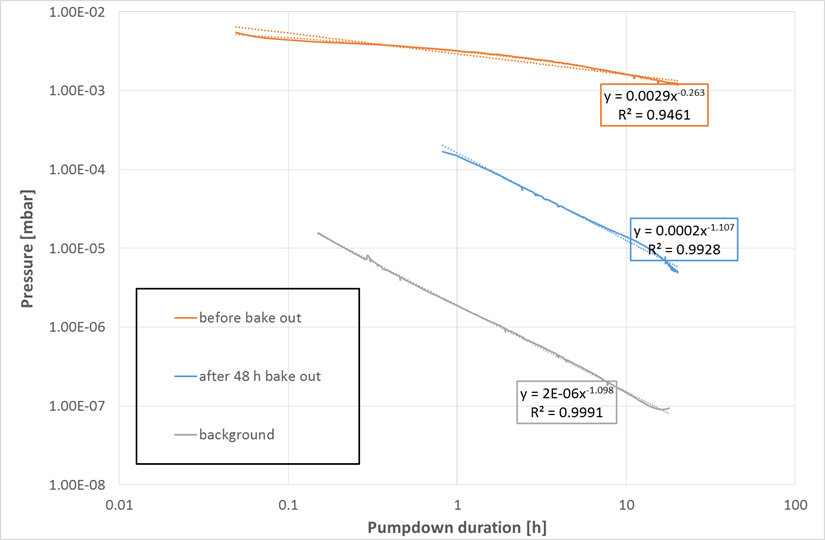 1.00E-02
1.00E-03
1.00E-04
1.00E-05
1.00E-06
1.00E-07
1.00E-08
Pressure [mbar]
y = 0.0029x^-0.263
R² = 0.9461
y = 0.0002x^-1.107
R² = 0.9928
before bake out
after 48 h bake out
background
y = 2E-06x^-1.098
R² = 0.9991
0.01 0.1 1 10 100
Pumpdown duration [h]